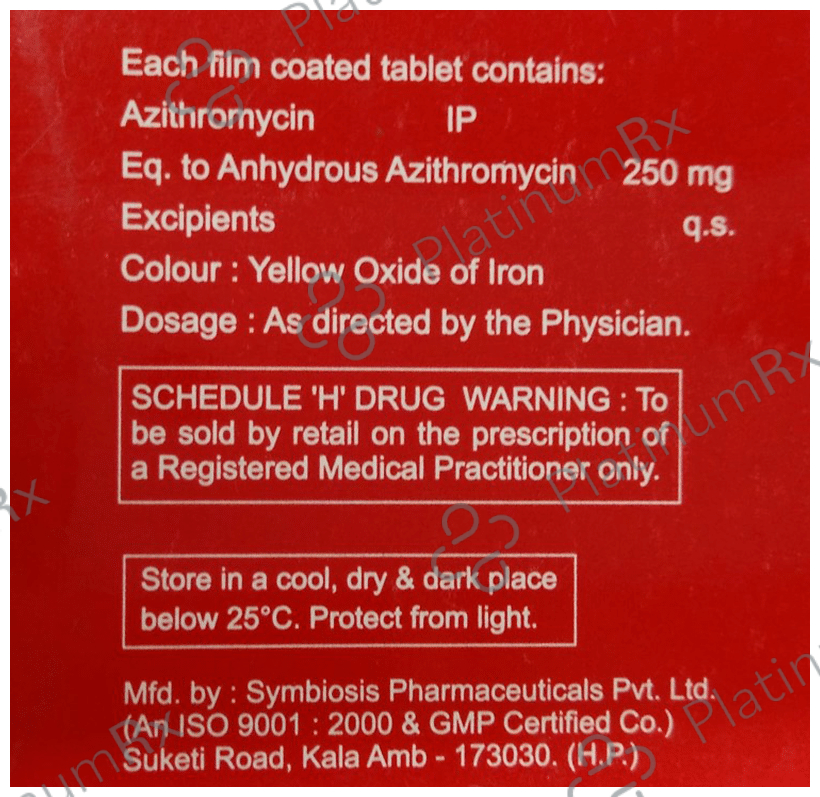 Each film coated tablet contains:
Azithromycin IP
Eq. to Anhydrous Azithromycin 250 mg
Excipients q.s.
Colour : Yellow Oxide of Iron
Dosage : As directed by the Physician.
SCHEDULE 'H' DRUG WARNING : To
be sold by retail on the prescription of
a Registered Medical Practitioner only.
Store in a cool, dry & dark place
below 25°C. Protect from light.
Mfd. by : Symbiosis Pharmaceuticals Pvt. Ltd.
(An ISO 9001 : 2000 & GMP Certified Co.)
Suketi Road, Kala Amb - 173030. (H.P.)
PlatinumRx
PlatinumRx